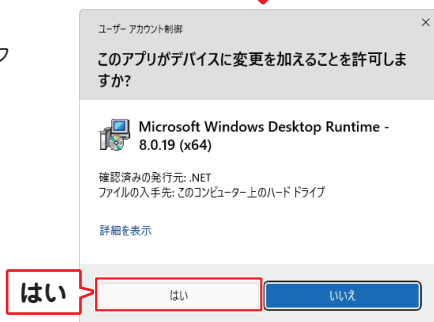 ク
ユーザー アカウント制御
×
このアプリがデバイスに変更を加えることを許可しま
すか?
Microsoft Windows Desktop Runtime -
8.0.19 (x64)
確認済みの発行元: .NET
ファイルの入手先: このコンピューター上のハード ドライブ
詳細を表示
はい
はい
いいえ